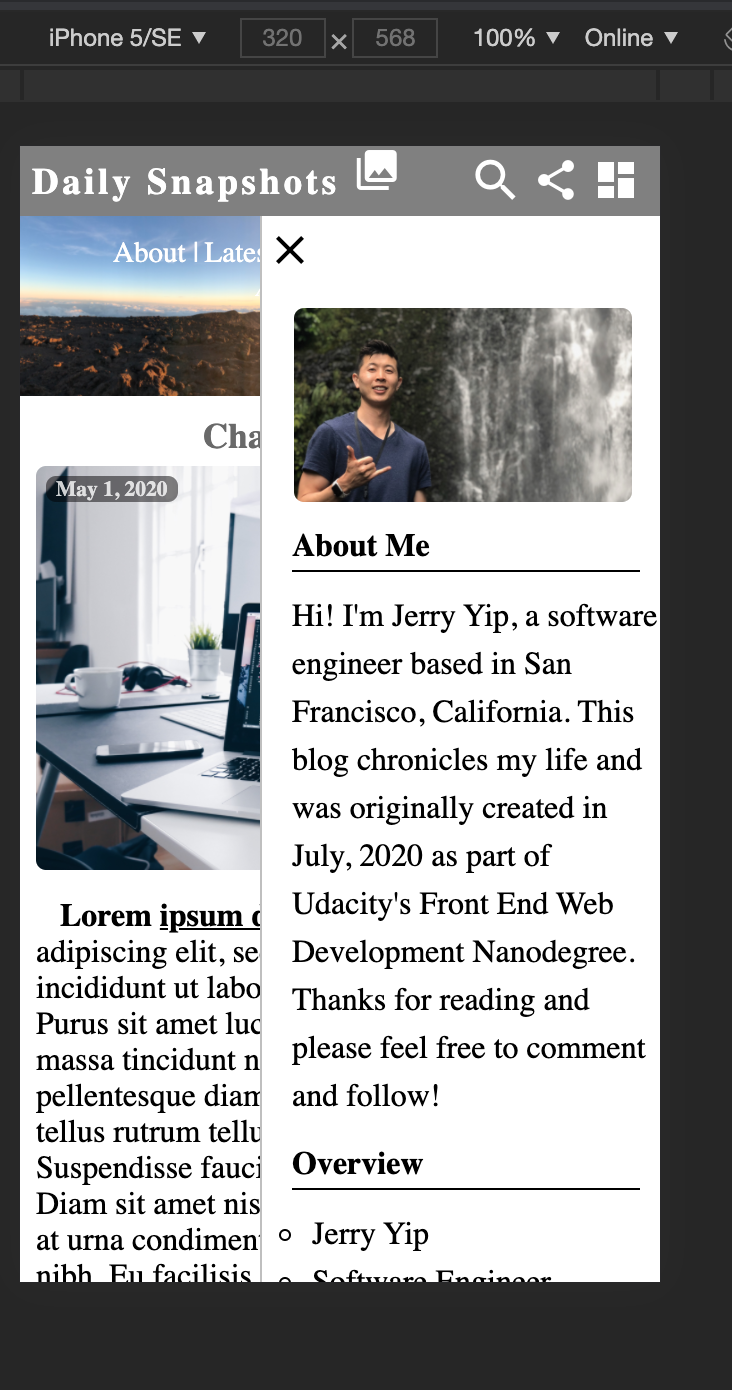 iPhone 5/SE ▼ 320 × 568 100% ▼ Online ▼
Daily Snapshots
About | Lates
Cha
May 1, 2020
Lorem ipsum d
adipiscing elit, se
incididunt ut labo
Purus sit amet luc
massa tincidunt n
pellentesque diam
tellus rutrum tellu
Suspendisse fauci
Diam sit amet nis
at urna condiment
nibh. Eu facilisis
About Me
Hi! I'm Jerry Yip, a software
engineer based in San
Francisco, California. This
blog chronicles my life and
was originally created in
July, 2020 as part of
Udacity's Front End Web
Development Nanodegree.
Thanks for reading and
please feel free to comment
and follow!
Overview
Jerry Yip
Software Engineer